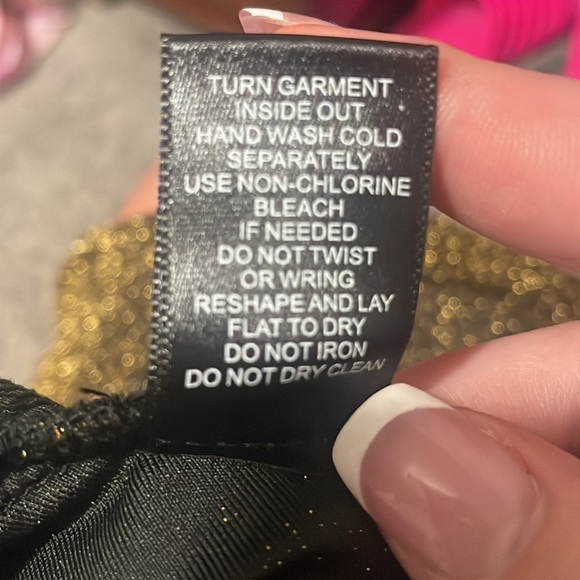 TURN GARMENT
INSIDE OUT
HAND WASH COLD
SEPARATELY
USE NON-CHLORINE
BLEACH
IF NEEDED
DO NOT TWIST
OR WRING
RESHAPE AND LAY
FLAT TO DRY
DO NOT IRON
DO NOT DRY CLEAN